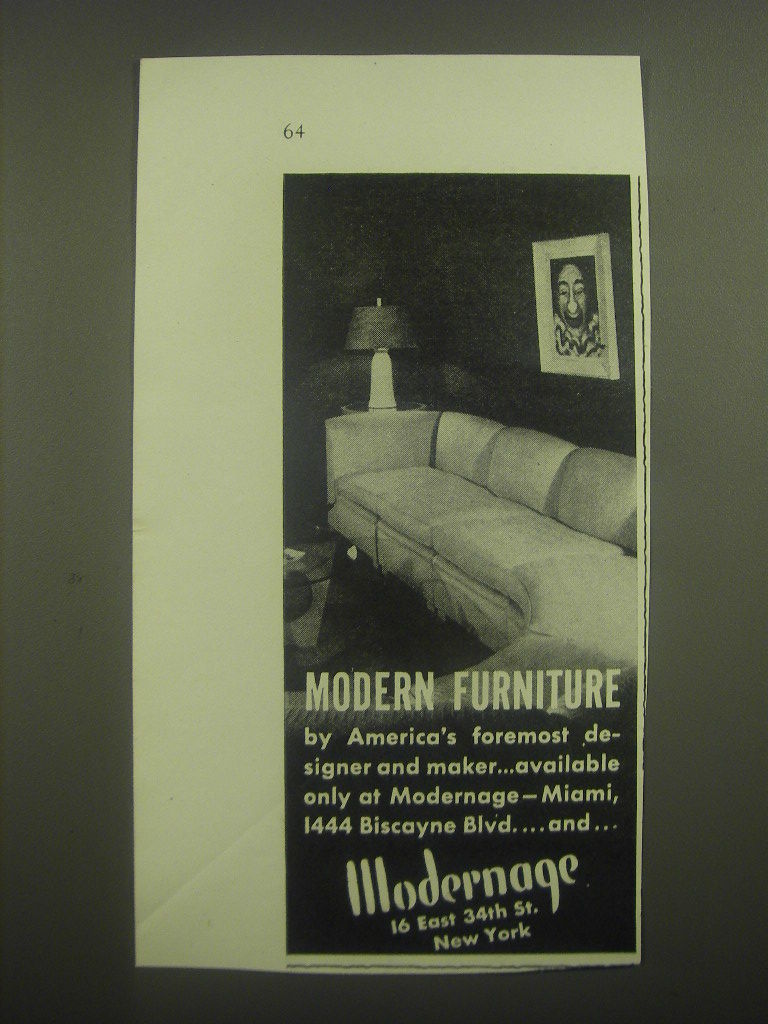 64
MODERN FURNITURE
by America's foremost de-
signer and maker...available
only at Modernage—Miami,
1444 Biscayne Blvd....and...
Modernage
16 East 34th St.
New York